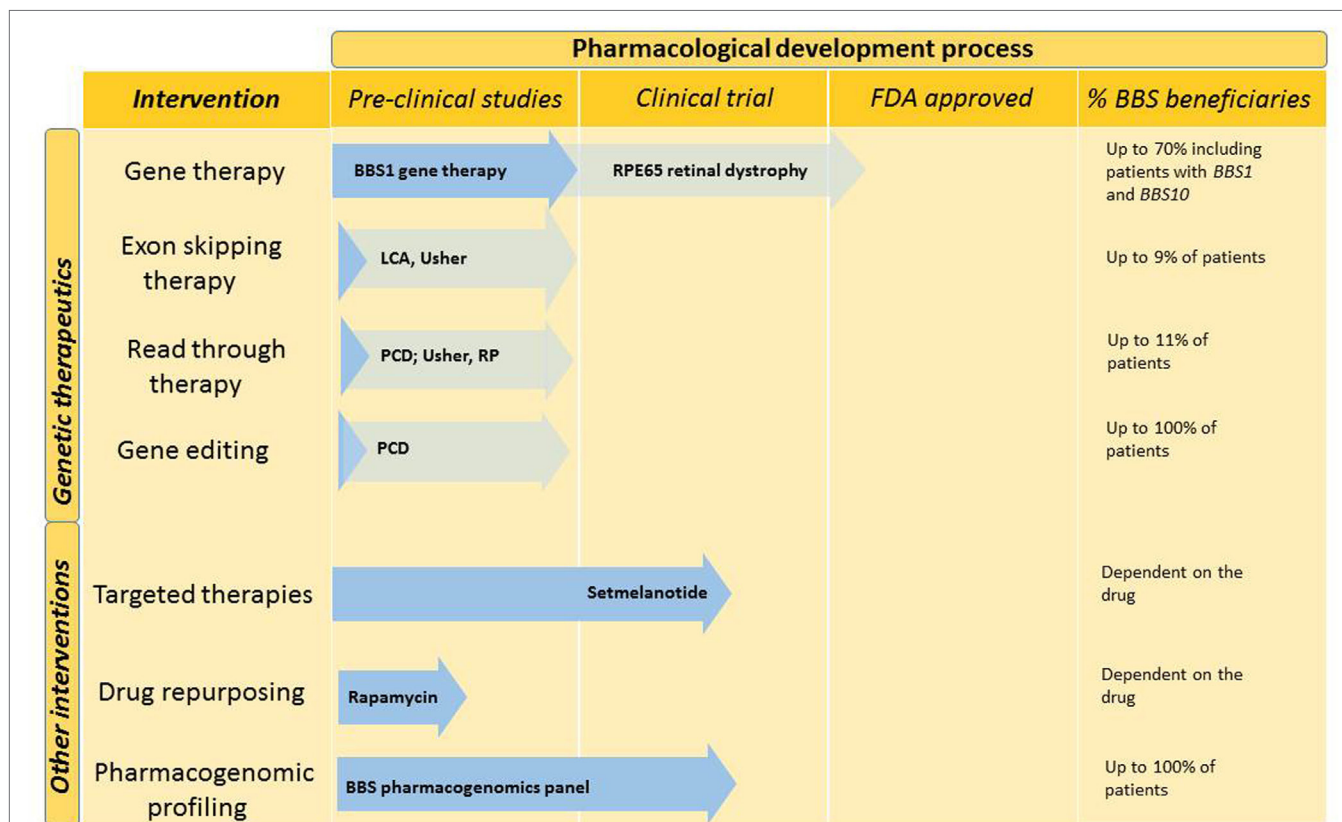 Pharmacological development process
Intervention
Pre-clinical studies
Clinical trial
FDA approved
% BBS beneficiaries
Genetic therapeutics
Gene therapy
BBS1 gene therapy
RPE65 retinal dystrophy
Up to 70% including
patients with BBS1
and BBS10
Exon skipping
therapy
LCA, Usher
Up to 9% of patients
Read through
therapy
PCD; Usher, RP
Up to 11% of
patients
Gene editing
PCD
Up to 100% of
patients
Other interventions
Targeted therapies
Setmelanotide
Dependent on the
drug
Drug repurposing
Rapamycin
Dependent on the
drug
Pharmacogenomic
profiling
BBS pharmacogenomics panel
Up to 100% of
patients